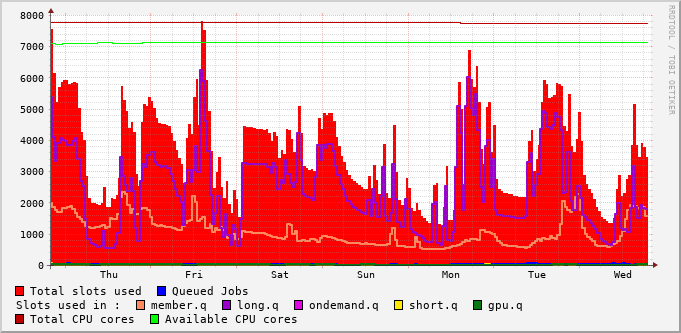 8000
7000
6000
5000
4000
3000
2000
1000
0
Thu Fri Sat Sun Mon Tue Wed
RRDTOOL / TOBI OETIKER
Total slots used Queued Jobs
Slots used in : member.q long.q ondemand.q short.q gpu.q
Total CPU cores Available CPU cores